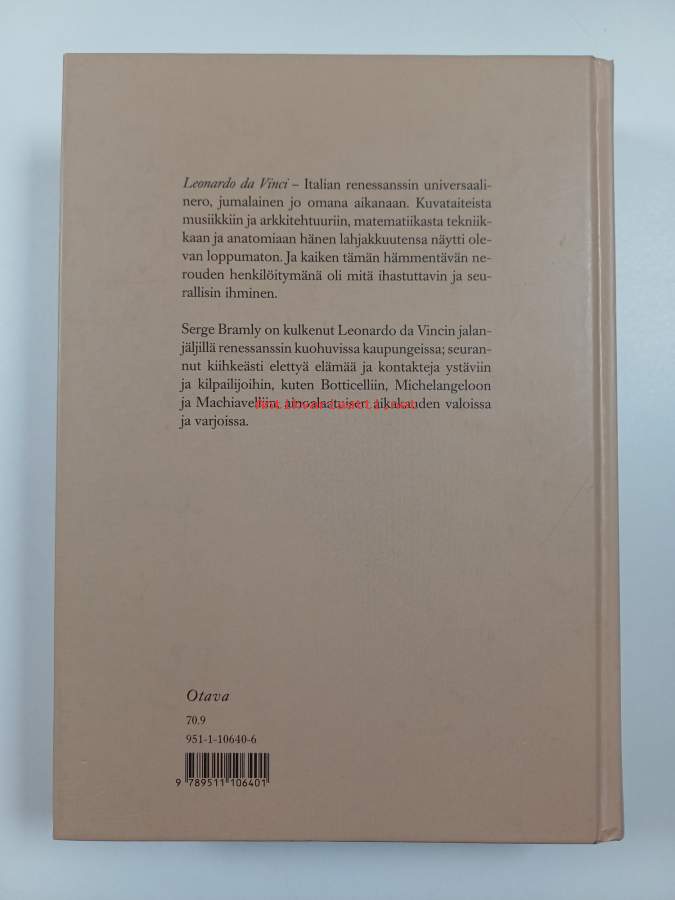 Leonardo da Vinci – Italian renessanssin universaali-
nero, jumalainen jo omana aikanaan. Kuvataiteista
musiikkiin ja arkkitehtuuriin, matematiikasta tekniik-
kaan ja anatomiaan hänen lahjakkuutensa näytti ole-
van loppumaton. Ja kaiken tämän hämmentävän ne-
rouden henkilöitymänä oli mitä ihastuttavin ja seu-
rallisin ihminen.
Serge Bramly on kulkenut Leonardo da Vincin jalan-
jäljillä renessanssin kuohuvissa kaupungeissa; seuran-
nut kiihkeästi elettyä elämää ja kontakteja ystäviin
ja kilpailijoihin, kuten Botticelliin, Michelangeloon
ja Machiavelliin, ainoalaatuisen aikakauden valoissa
antikvariaatti.net
ja varjoissa.
Otava
70.9
951-1-10640-6
9 789511 106401